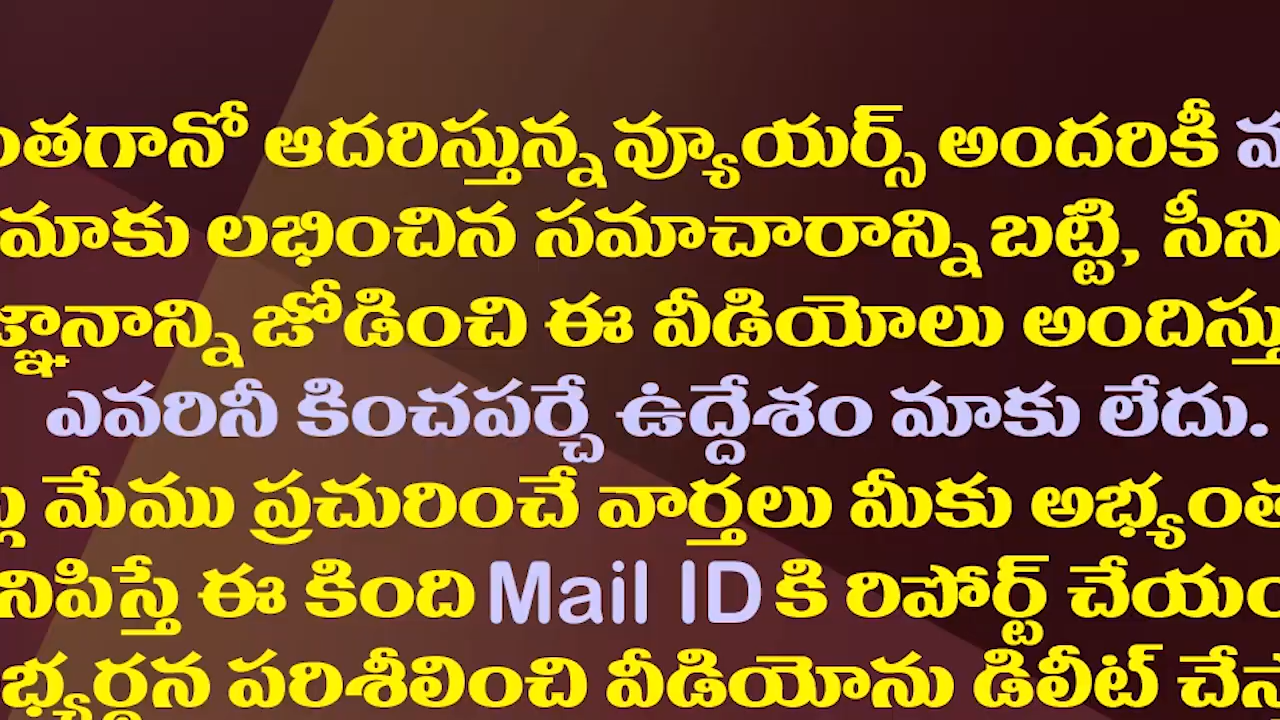 ంతగానో ఆదరిస్తున్న వ్యూయర్స్ అందరికీ
మాకు లభించిన సమాచారాన్ని బట్టి, సీని
జ్ఞానాన్ని జోడించి ఈ వీడియోలు అందిస్తు
ఎవరినీ కించపర్చే ఉద్దేశం మాకు లేదు.
మేము ప్రచురించే వార్తలు మీకు అభ్యంత
నిపిస్తే ఈ కింది Mail ID కి రిపోర్ట్ చేయం
భ్యర్థన పరిశీలించి వీడియోను డిలీట్ చేస